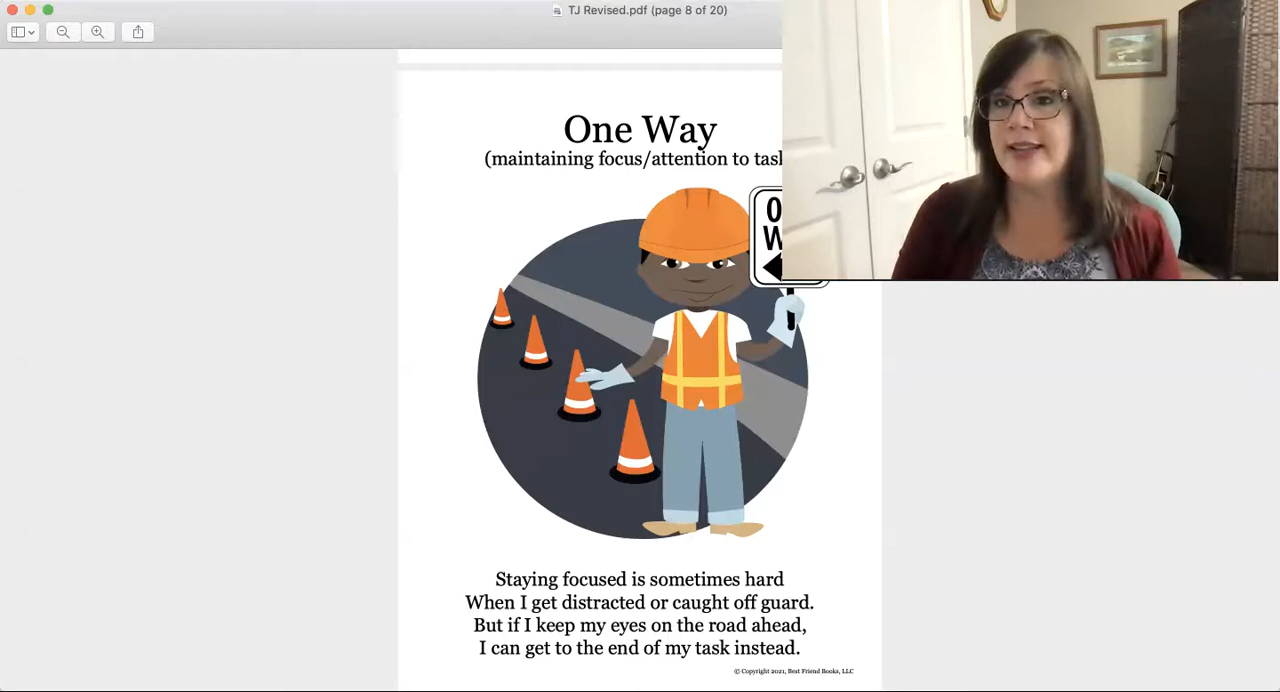 TJ Revised.pdf (page 8 of 20)
One Way
(maintaining focus/attention to task
Staying focused is sometimes hard
When I get distracted or caught off guard.
But if I keep my eyes on the road ahead,
I can get to the end of my task instead.
© Copyright 2021, Best Friend Books, LLC